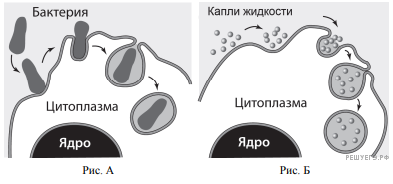 Бактерия
Цитоплазма
Ядро
Рис. А
Капли жидкости
Цитоплазма
Ядро
Рис. Б
РЕШУЕГЭ.РФ